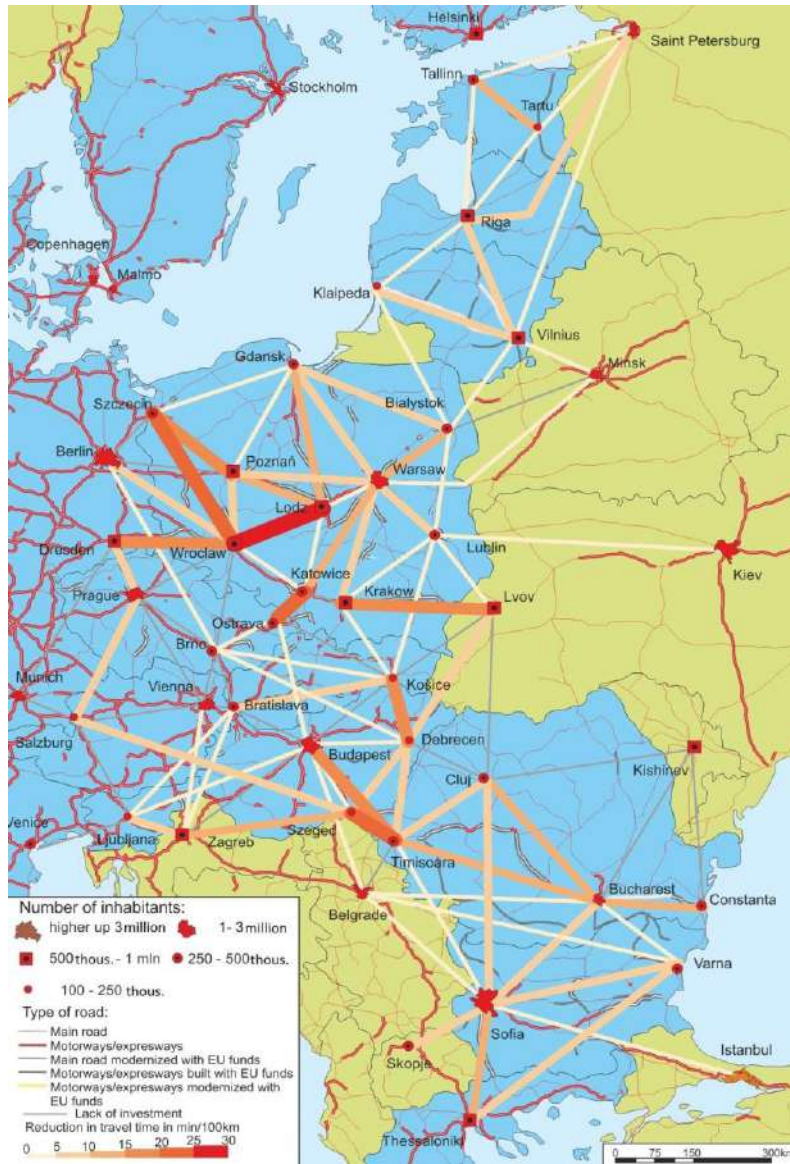 Helsinki
Saint Petersburg
Tallinn
Stockholm
Tartu
Riga
Copenhagen
Malmo
Klaipeda
Vilnius
Gdansk
Minsk
Szczecin
Bialystok
Berlin
Poznań
Warsaw
Lodz
Dresden
Wroclaw
Lublin
Kiev
Katowice
Prague
Krakow
Lvov
Ostrava
Brno
Munich
Vienna
Košice
Bratislava
Salzburg
Debrecen
Budapest
Cluj
Kishinev
Venice
Ljubljana
Szeged
Zagreb
Timisoara
Bucharest
Constanta
Belgrade
Varna
Sofia
Istanbul
Skopje
Thessaloniki
Number of inhabitants:
higher up 3million
1- 3million
500thous.- 1 mln
250 - 500thous.
100 - 250 thous.
Type of road:
Main road
Motorways/expresways
Main road modernized with EU funds
Motorways/expresways built with EU funds
Motorways/expresways modernized with
EU funds
Lack of investment
Reduction in travel time in min/100km
0 5 10 15 20 25 30
0 75 150 300km